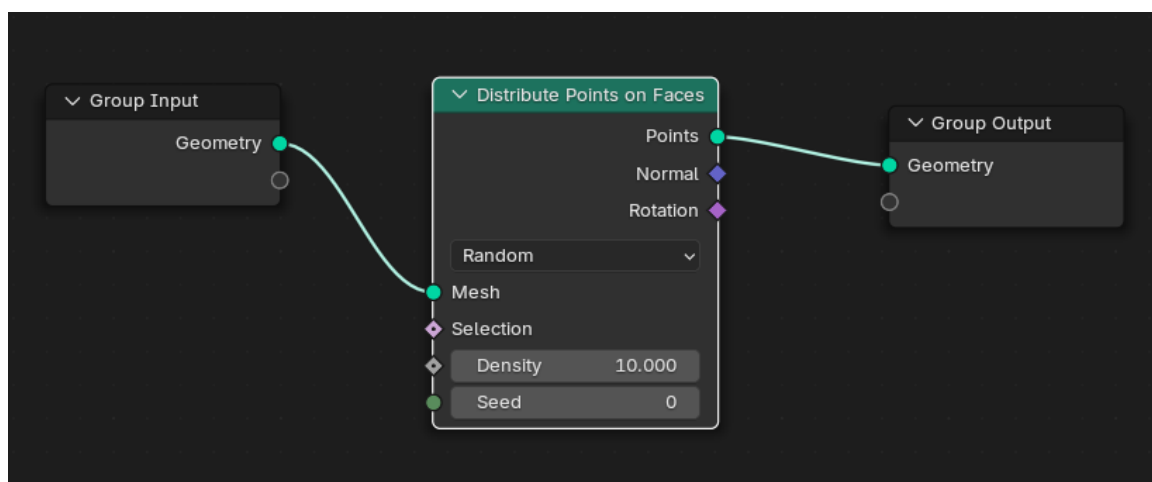 Group Input
Geometry
Distribute Points on Faces
Points
Normal
Rotation
Random
Mesh
Selection
Density 10.000
Seed 0
Group Output
Geometry